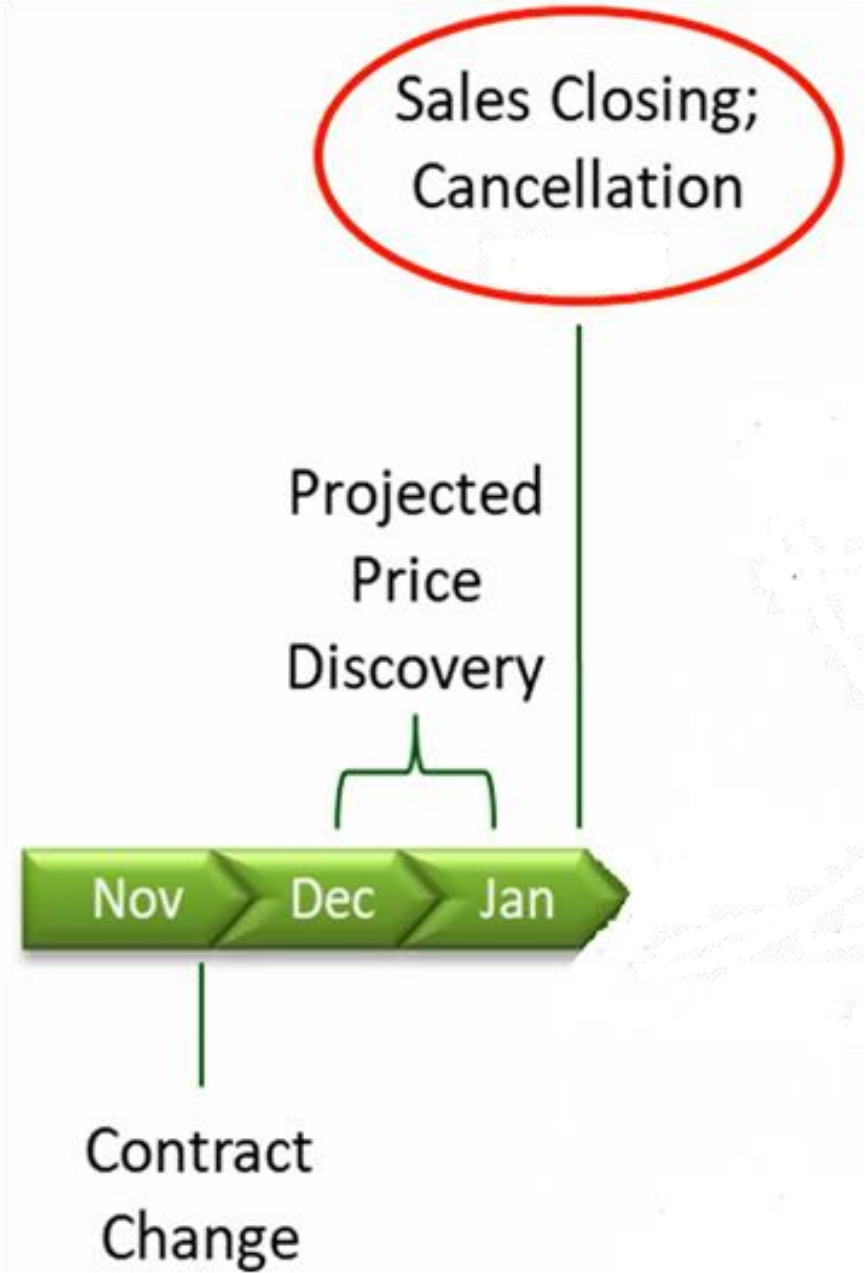 Sales Closing;
Cancellation
Projected
Price
Discovery
Nov Dec Jan
Contract
Change